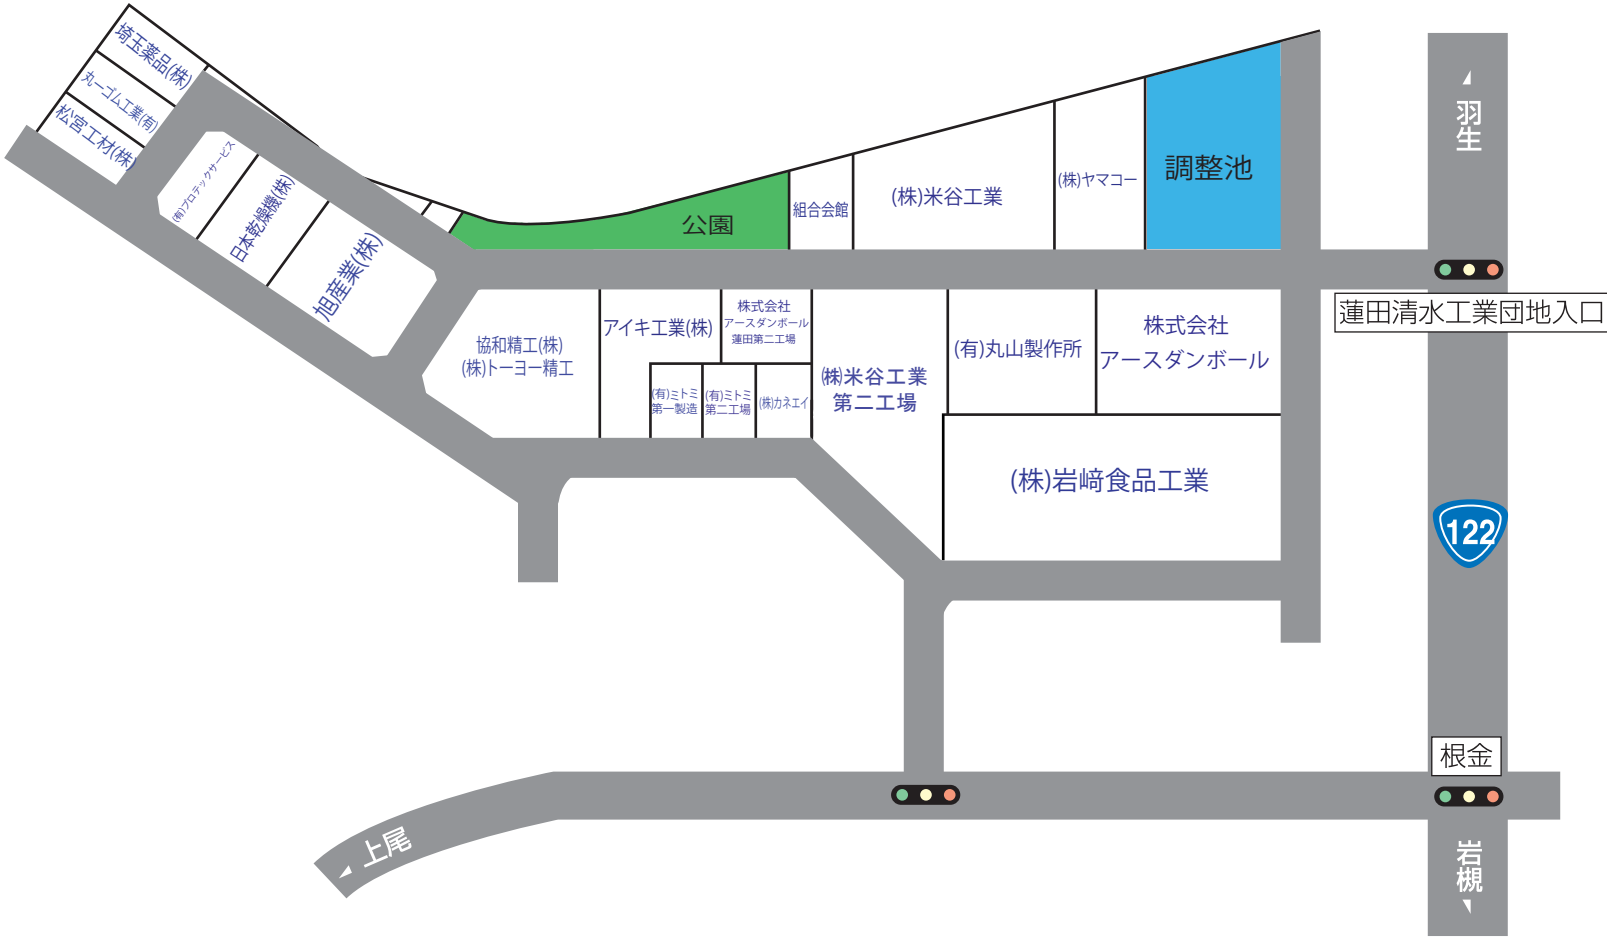 埼玉薬品(株)
丸一ゴム工業(有)
松宮工材(株)
(有)プロテックサービス
日本乾燥機(株)
旭産業(株)
公園
組合会館
(株)米谷工業
(株)ヤマコー
調整池
羽生
蓮田清水工業団地入口
協和精工(株)
(株)トーヨー精工
アイキ工業(株)
株式会社
アースダンボール
蓮田第二工場
(有)ミトミ
第一製造
(有)ミトミ
第二工場
(株)カネエイ
(株)米谷工業
第二工場
(有)丸山製作所
株式会社
アースダンボール
(株)岩﨑食品工業
122
根金
上尾
岩槻